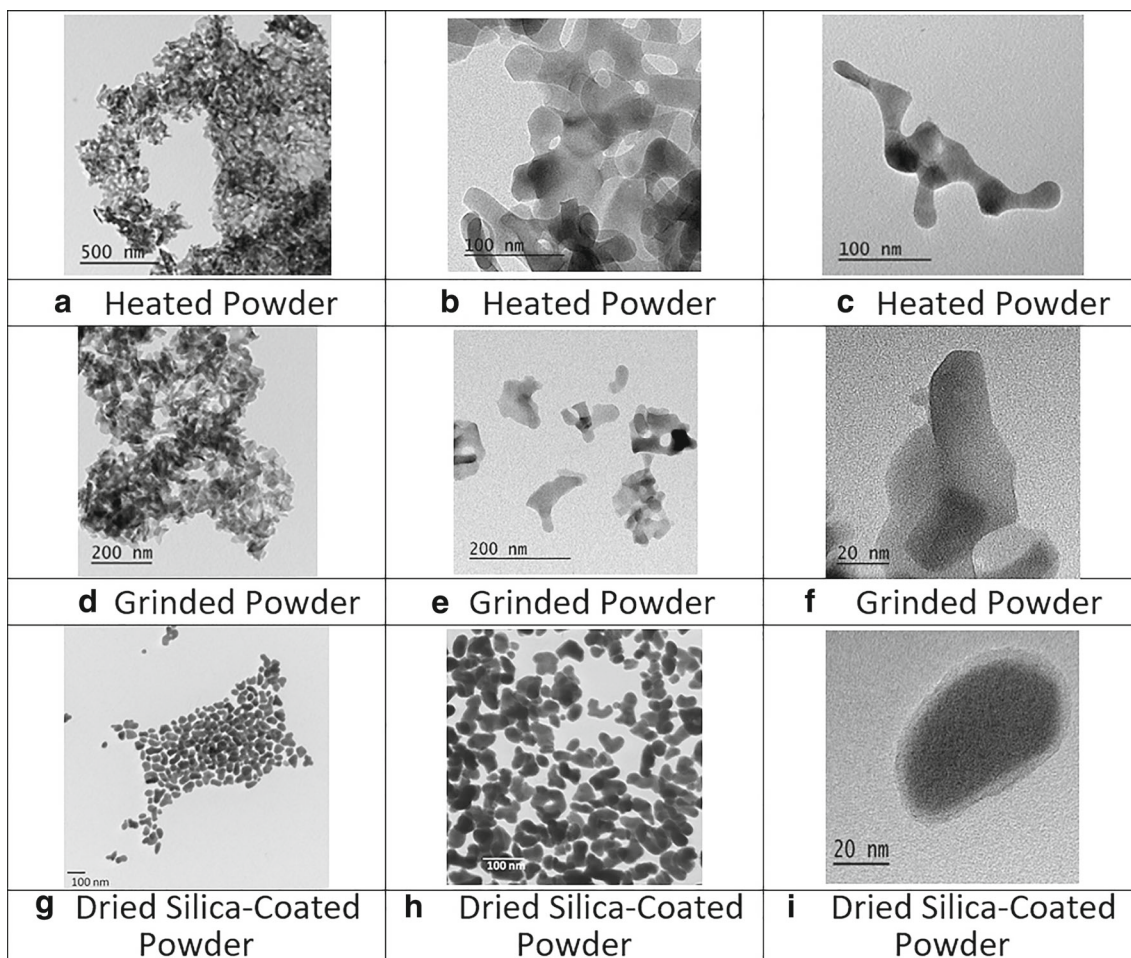 500 nm
100 nm
100 nm
a Heated Powder
b Heated Powder
c Heated Powder
200 nm
200 nm
20 nm
d Grinded Powder
e Grinded Powder
f Grinded Powder
100 nm
100 nm
20 nm
g Dried Silica-Coated
Powder
h Dried Silica-Coated
Powder
i Dried Silica-Coated
Powder